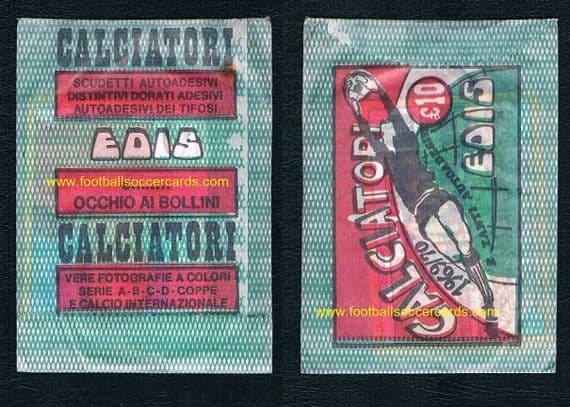 CALCIATORI
SCUDETTI AUTOADESIVI
DISTINTIVI DORATI ADESIVI
AUTOADESIVI DEI TIFOSI
EDIS
www.footballsoccercards.com
OCCHIO AI BOLLINI
CALCIATORI
VERE FOTOGRAFIE A COLORI
SERIE A-B-C-D-COPPE
E CALCIO INTERNAZIONALE
CALCIATORI
1969/70
£10
EDIS
www.footballsoccercards.com